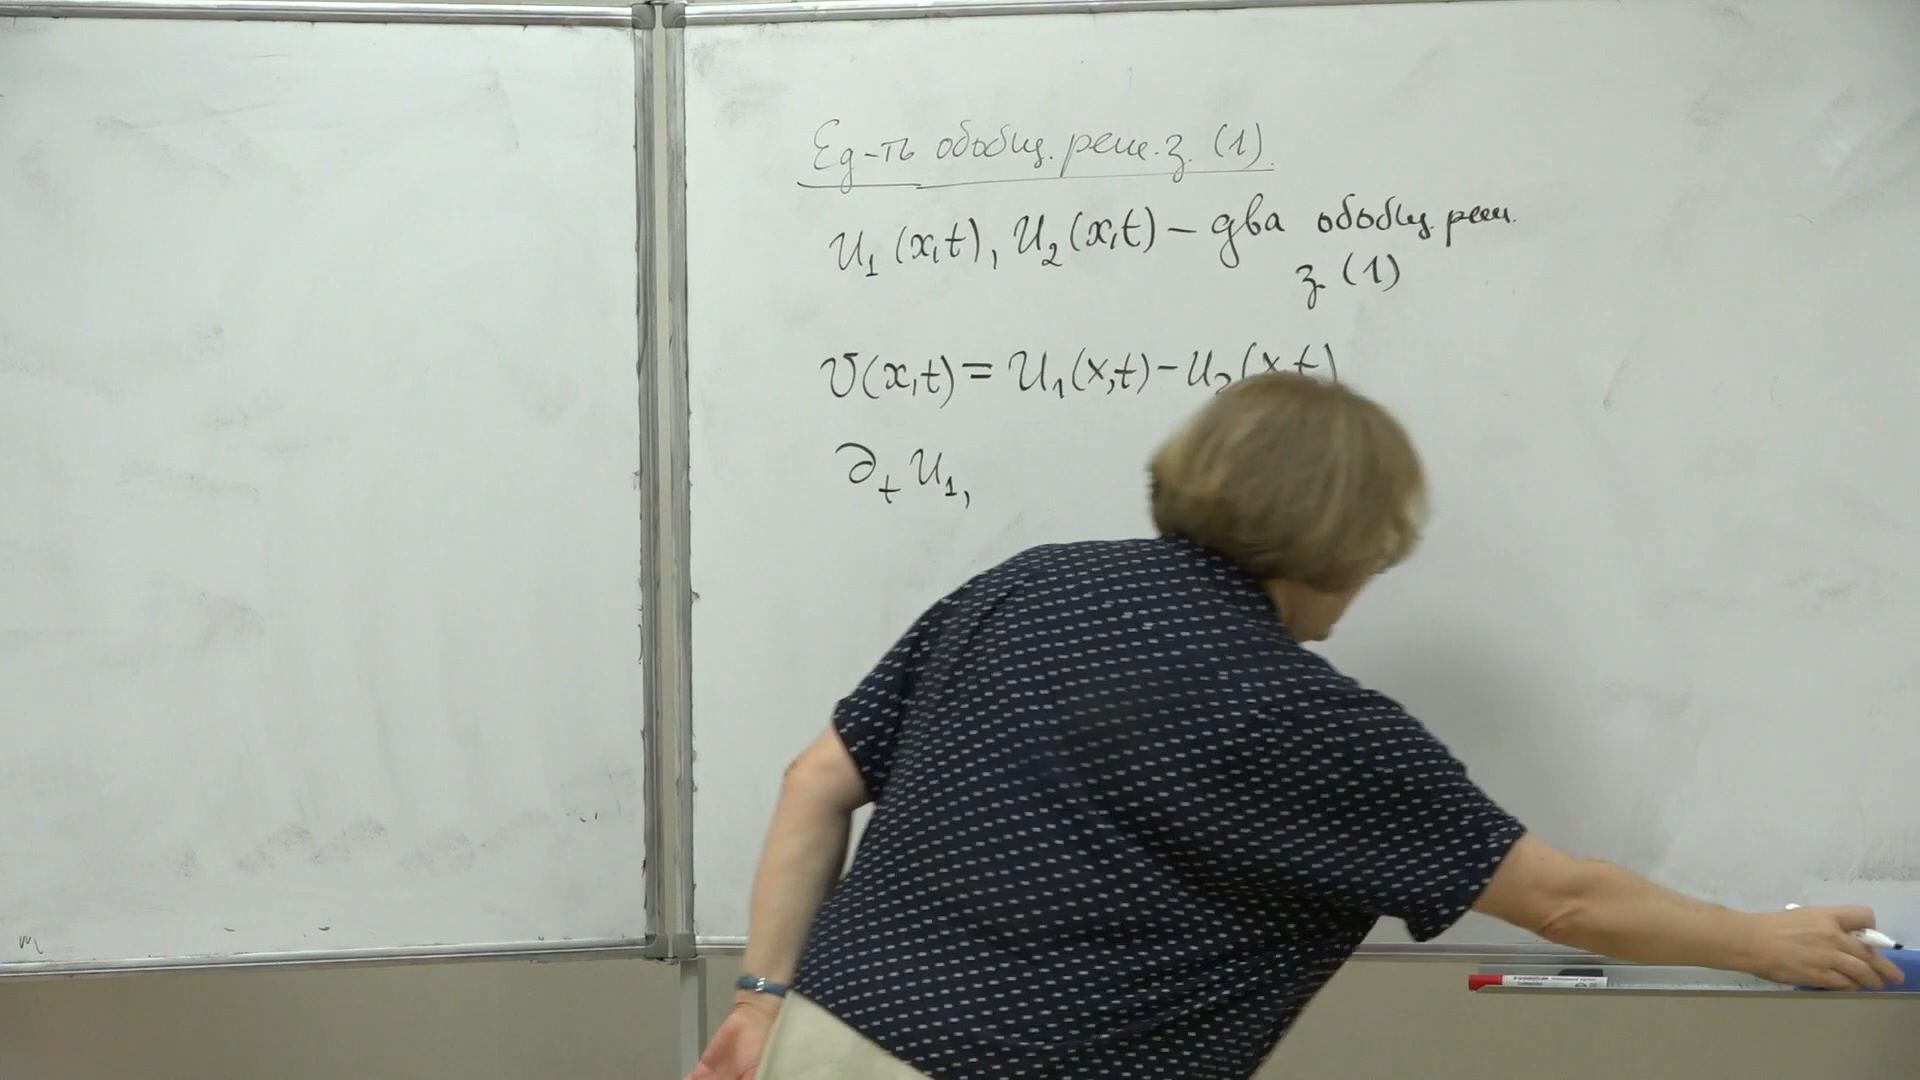 Ед-ть обобщ. реш. з. (1).
u₁(x,t), u₂(x,t) – два обобщ. реш.
з. (1)
v(x,t) = u₁(x,t) – u₂(x,t)
∂ₜ u₁,